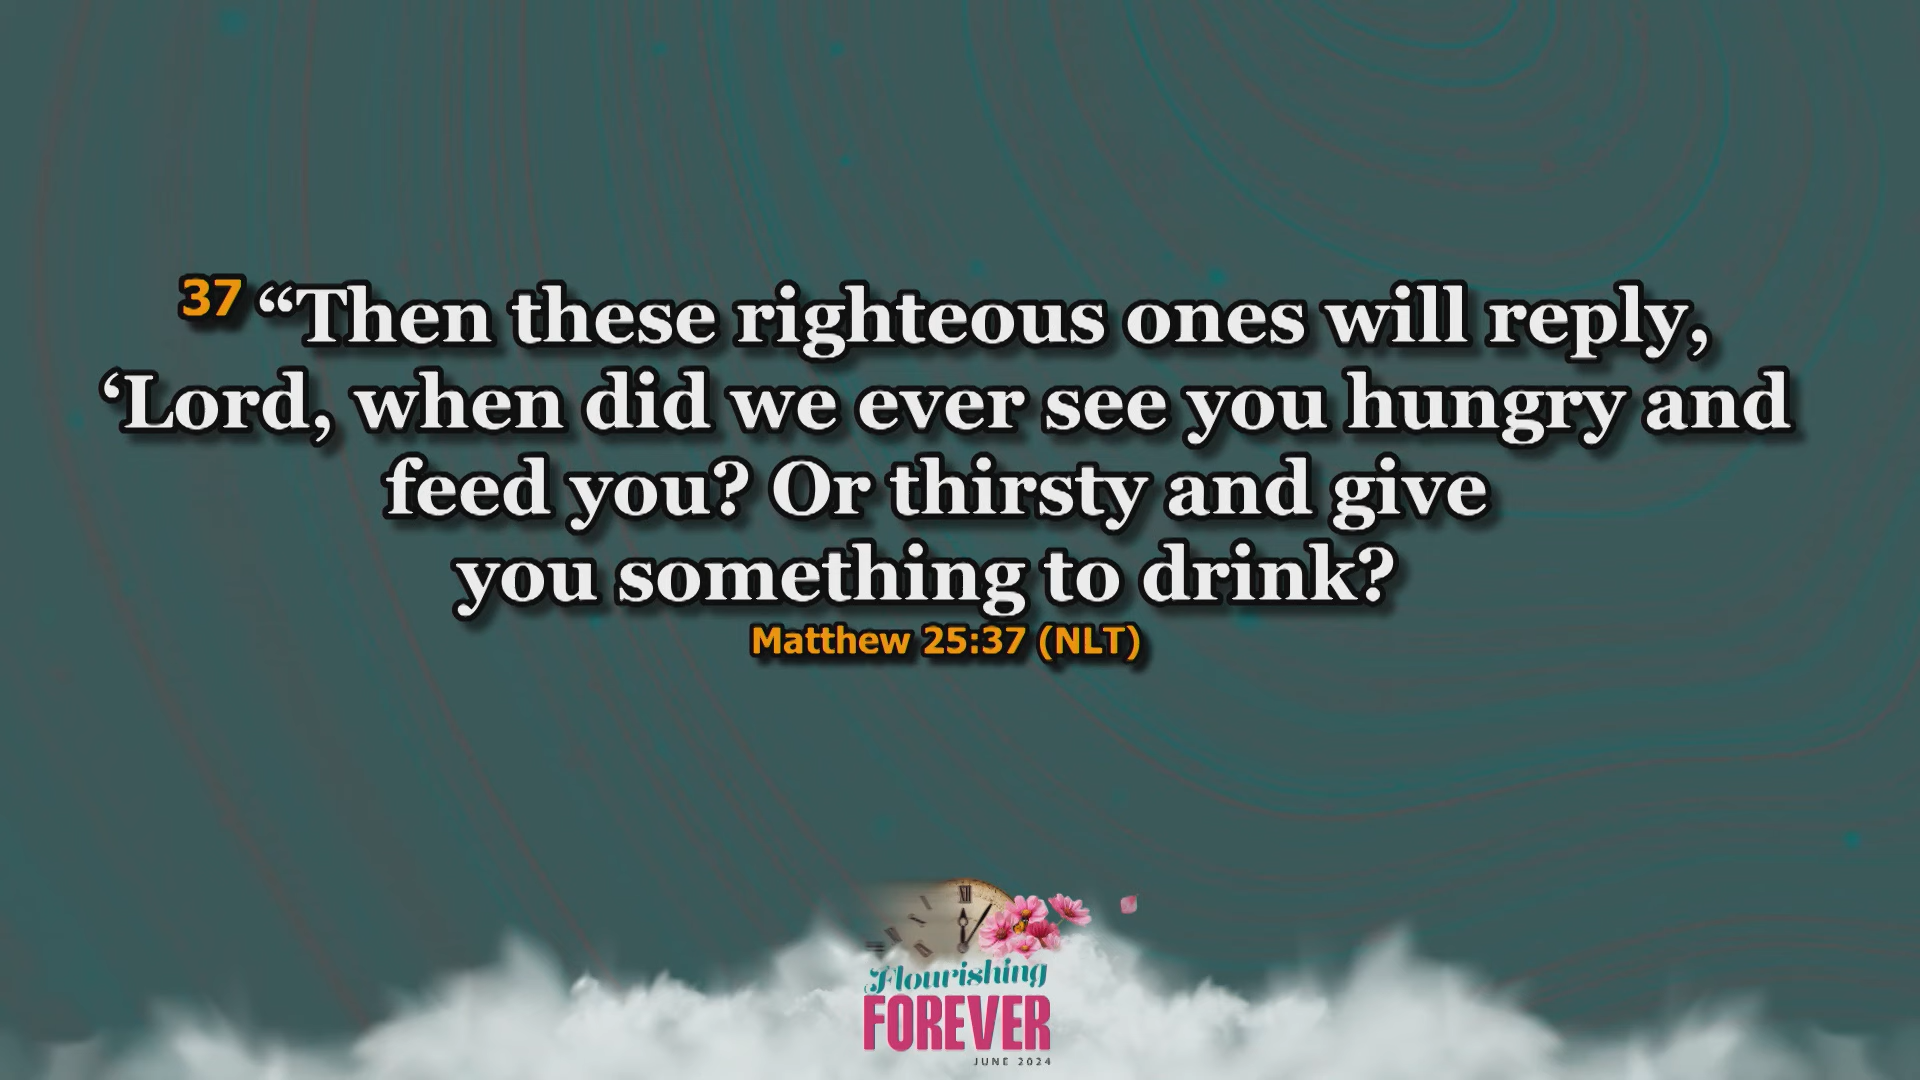 37 “Then these righteous ones will reply,
‘Lord, when did we ever see you hungry and
feed you? Or thirsty and give
you something to drink?
Matthew 25:37 (NLT)
XII
Flourishing
FOREVER
JUNE 2024